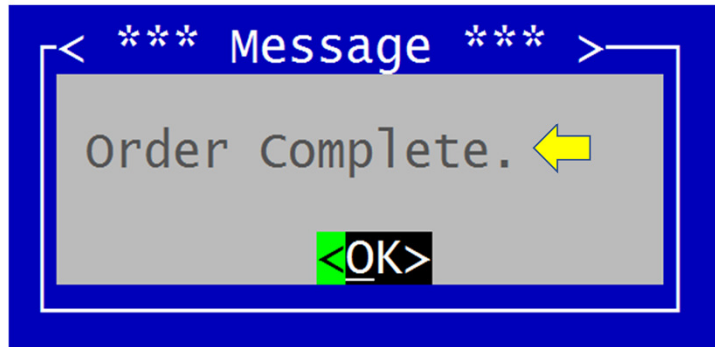 < *** Message *** >
Order Complete.
<OK>